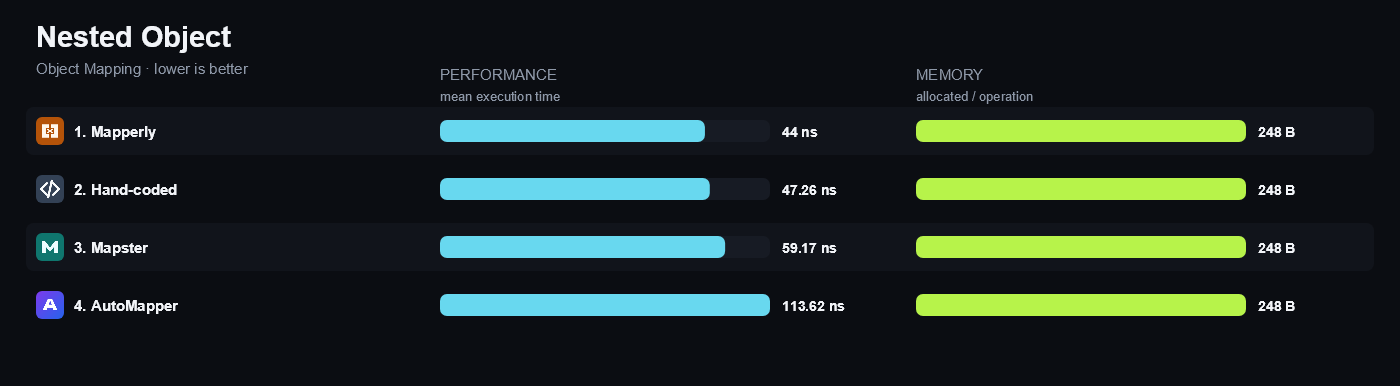 Nested Object
Object Mapping · lower is better
PERFORMANCE
mean execution time
MEMORY
allocated / operation
1. Mapperly
44 ns
248 B
2. Hand-coded
47.26 ns
248 B
3. Mapster
59.17 ns
248 B
4. AutoMapper
113.62 ns
248 B